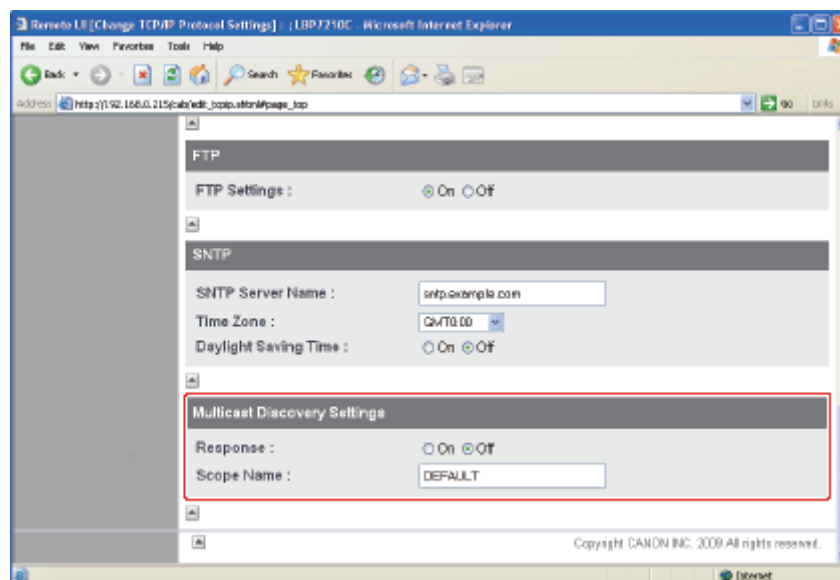 Remote UI [Change TCP/IP Protocol Settings] : ; LBP7210C - Microsoft Internet Explorer
File Edit View Favorites Tools Help
Back Search Favorites
Address http://192.168.0.215/cab/edit_tcpip.shtml#page_top Go Links
FTP
FTP Settings : On Off
SNTP
SNTP Server Name : sntp.example.com
Time Zone : GMT0:00
Daylight Saving Time : On Off
Multicast Discovery Settings
Response : On Off
Scope Name : DEFAULT
Copyright CANON INC. 2009 All rights reserved.
Internet